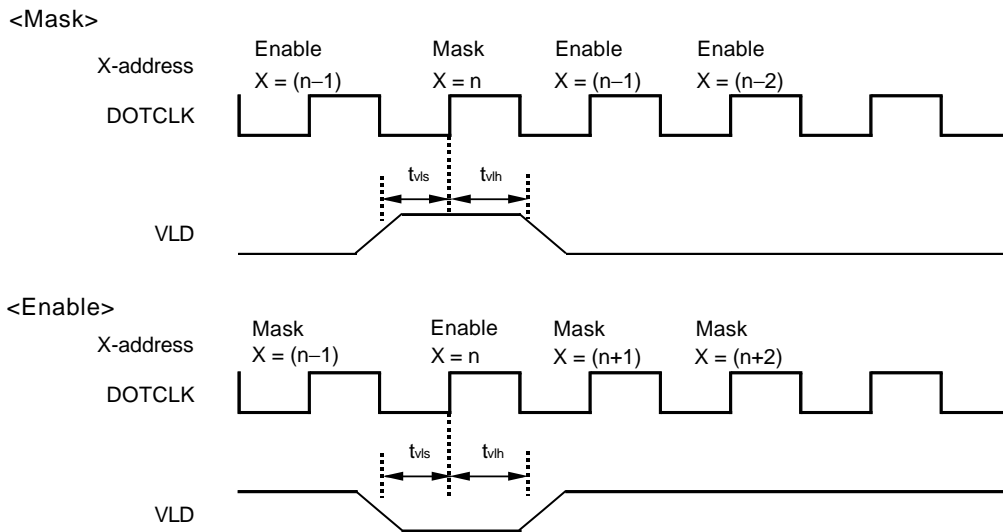 <Mask>
X-address
Enable Mask Enable Enable
X = (n−1) X = n X = (n−1) X = (n−2)
DOTCLK
tvls tvlh
VLD
<Enable>
X-address
Mask Enable Mask Mask
X = (n−1) X = n X = (n+1) X = (n+2)
DOTCLK
tvls tvlh
VLD